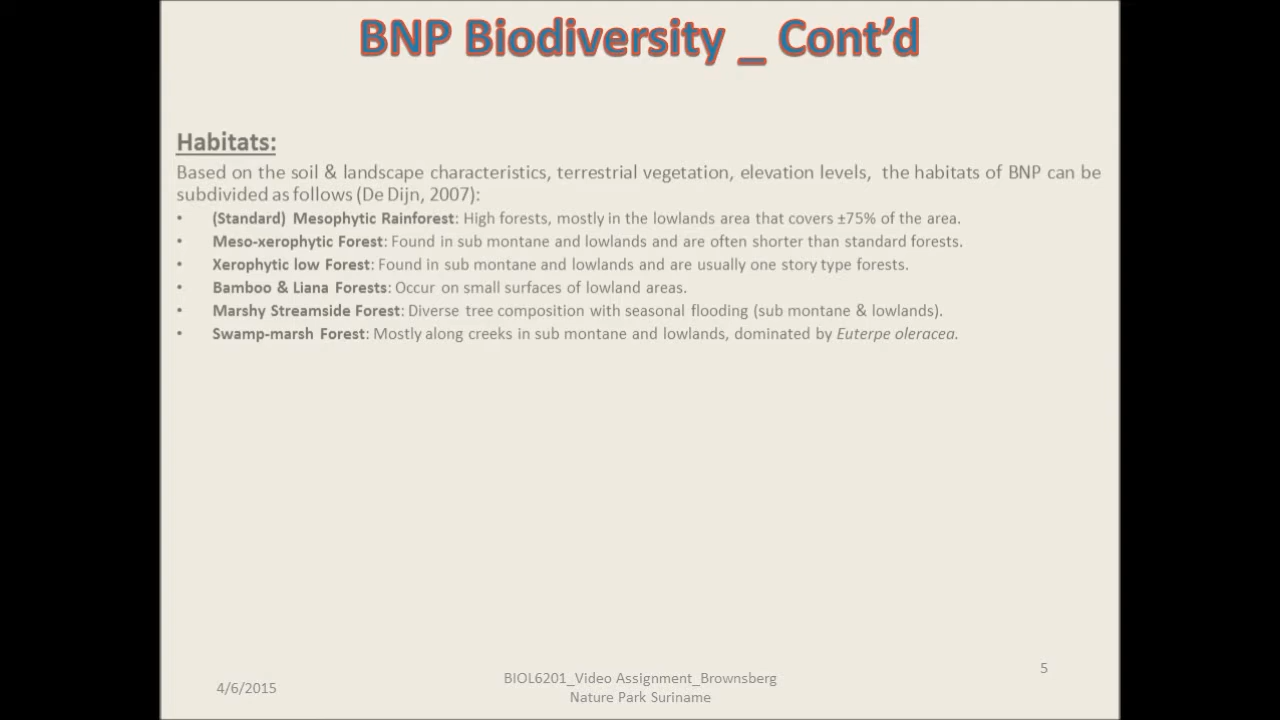 BNP Biodiversity _ Cont’d
Habitats:
Based on the soil & landscape characteristics, terrestrial vegetation, elevation levels, the habitats of BNP can be
subdivided as follows (De Dijn, 2007):
• (Standard) Mesophytic Rainforest: High forests, mostly in the lowlands area that covers ±75% of the area.
• Meso-xerophytic Forest: Found in sub montane and lowlands and are often shorter than standard forests.
• Xerophytic low Forest: Found in sub montane and lowlands and are usually one story type forests.
• Bamboo & Liana Forests: Occur on small surfaces of lowland areas.
• Marshy Streamside Forest: Diverse tree composition with seasonal flooding (sub montane & lowlands).
• Swamp-marsh Forest: Mostly along creeks in sub montane and lowlands, dominated by Euterpe oleracea.
4/6/2015
BIOL6201_Video Assignment_Brownsberg
Nature Park Suriname
5